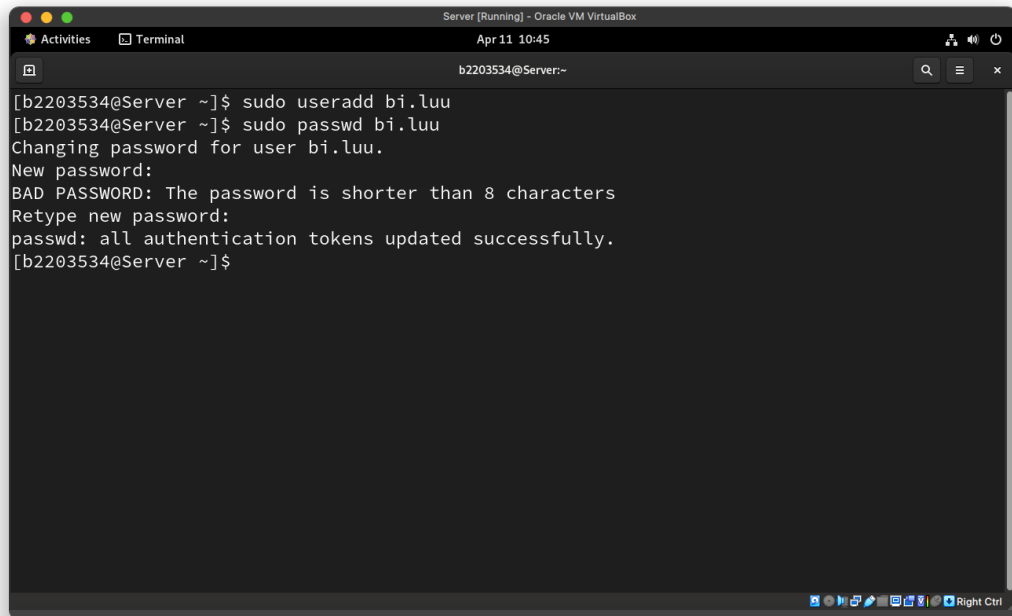 Server [Running] - Oracle VM VirtualBox
Activities Terminal Apr 11 10:45
b2203534@Server:~
[b2203534@Server ~]$ sudo useradd bi.luu
[b2203534@Server ~]$ sudo passwd bi.luu
Changing password for user bi.luu.
New password:
BAD PASSWORD: The password is shorter than 8 characters
Retype new password:
passwd: all authentication tokens updated successfully.
[b2203534@Server ~]$
Right Ctrl